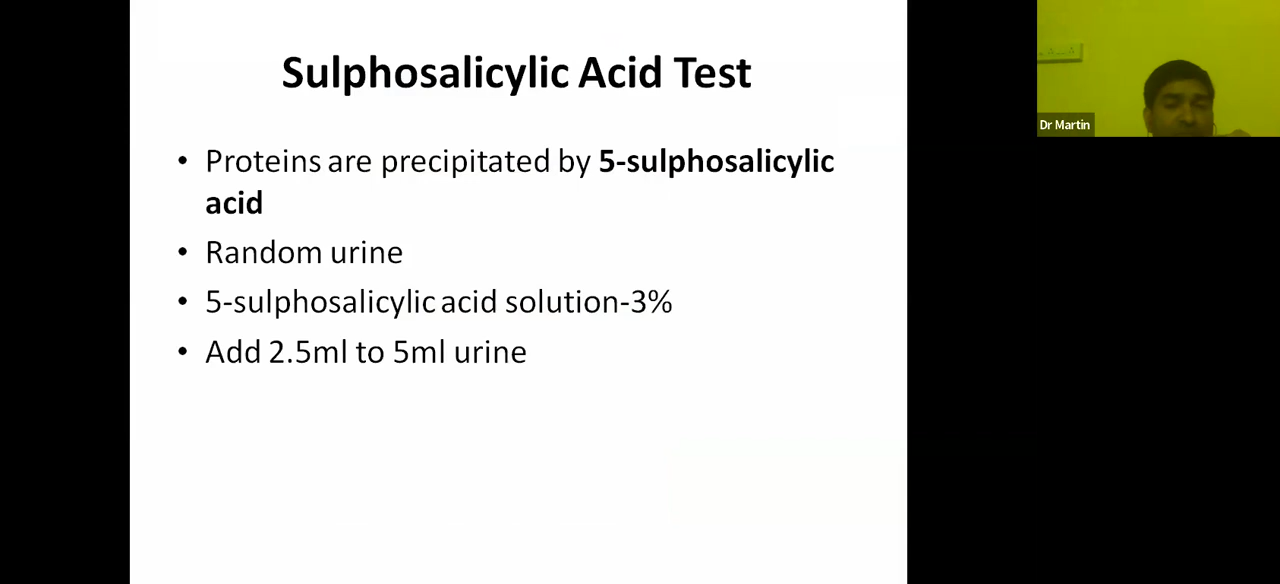 Sulphosalicylic Acid Test
• Proteins are precipitated by 5-sulphosalicylic
acid
• Random urine
• 5-sulphosalicylic acid solution-3%
• Add 2.5ml to 5ml urine
Dr Martin